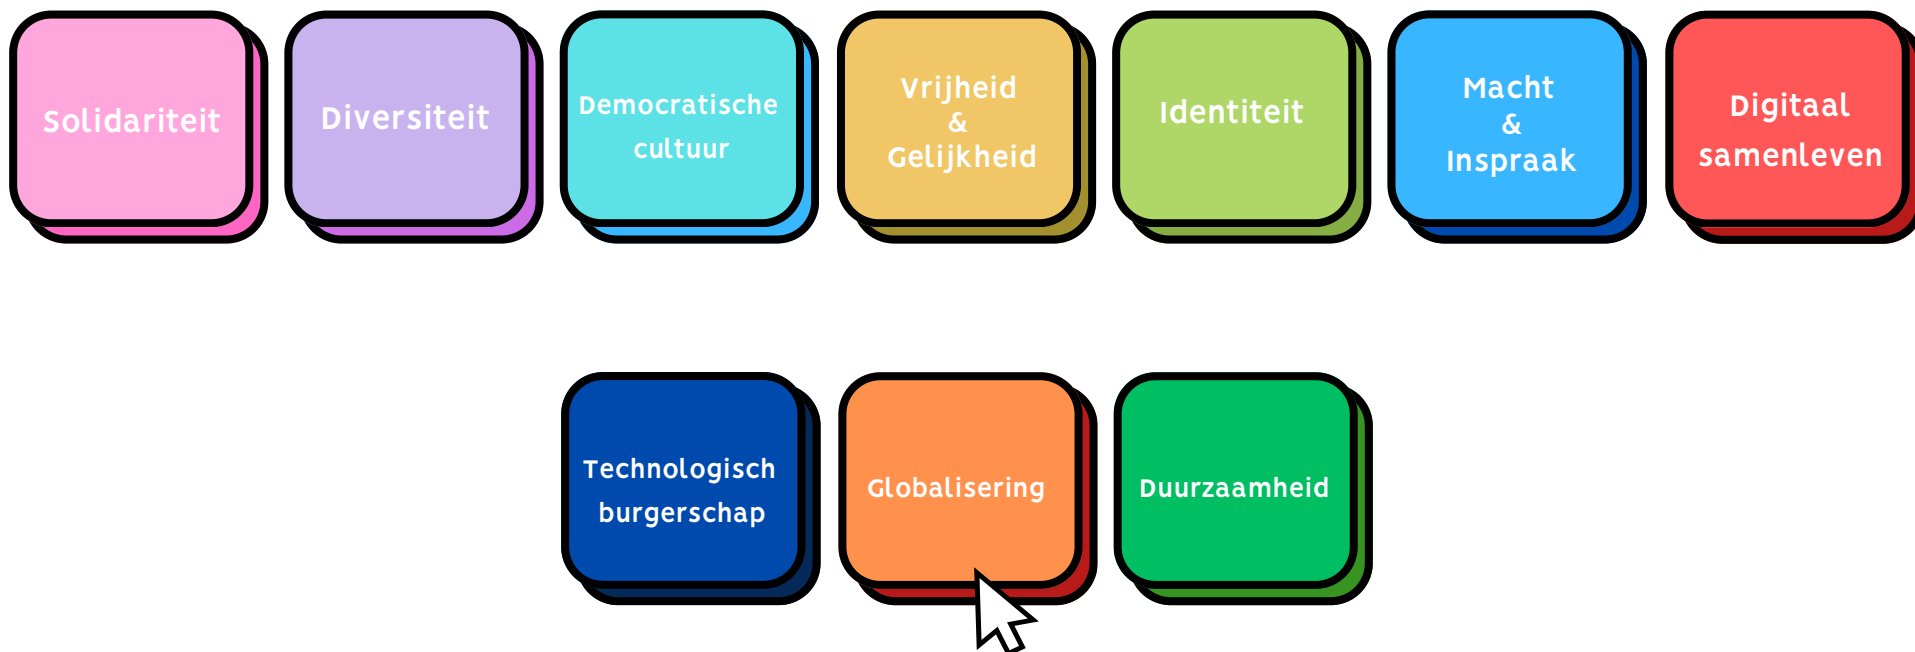 Solidariteit
Diversiteit
Democratische
cultuur
Vrijheid
&
Gelijkheid
Identiteit
Macht
&
Inspraak
Digitaal
samenleven
Technologisch
burgerschap
Globalisering
Duurzaamheid